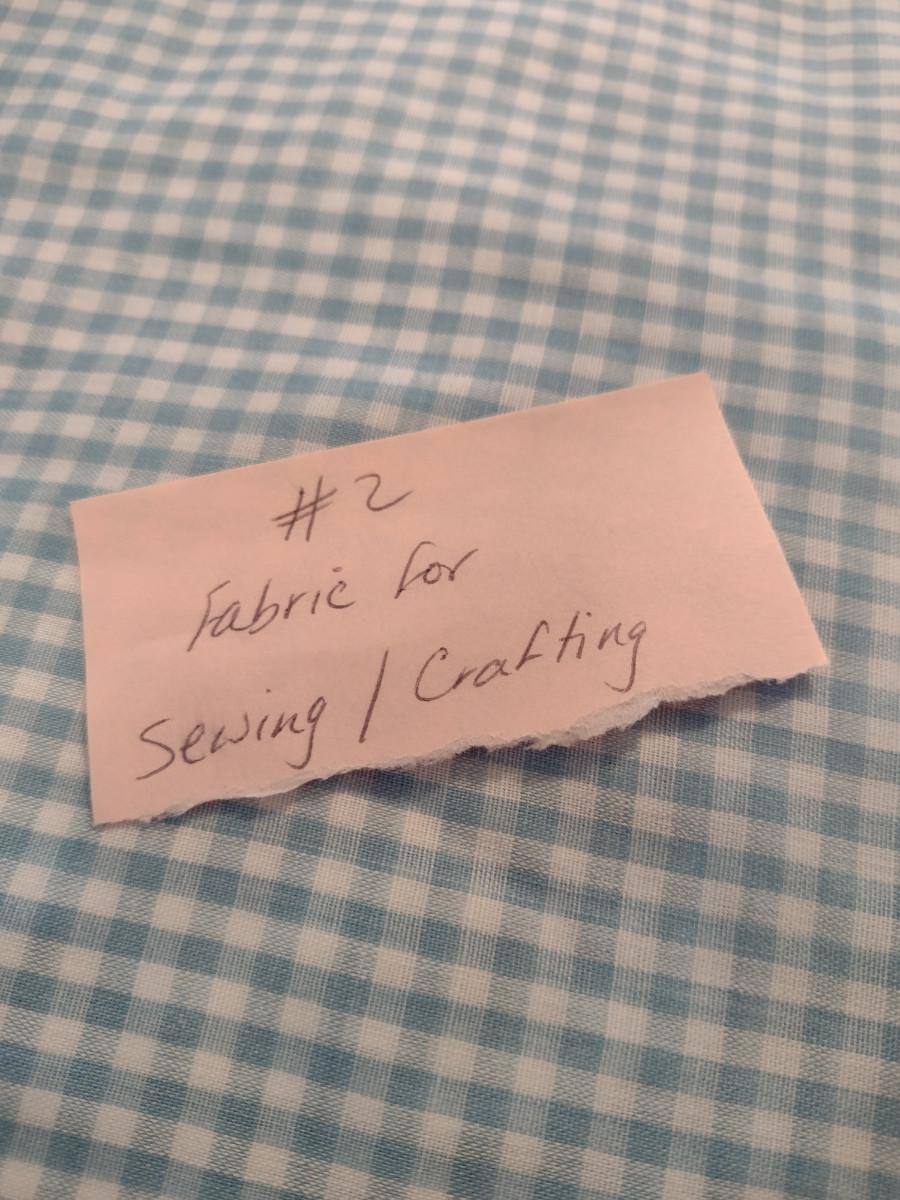 #2
Fabric for
Sewing / Crafting